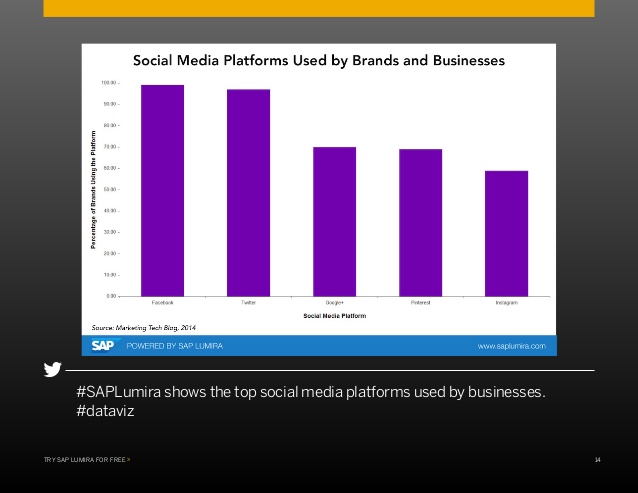 Social Media Platforms Used by Brands and Businesses
Percentage of Brands Using the Platform
100.00
90.00
80.00
70.00
60.00
50.00
40.00
30.00
20.00
10.00
0.00
Facebook Twitter Google+ Pinterest Instagram
Social Media Platform
Source: Marketing Tech Blog, 2014
SAP POWERED BY SAP LUMIRA www.saplumira.com
#SAPLumira shows the top social media platforms used by businesses.
#dataviz
TRY SAP LUMIRA FOR FREE » 14